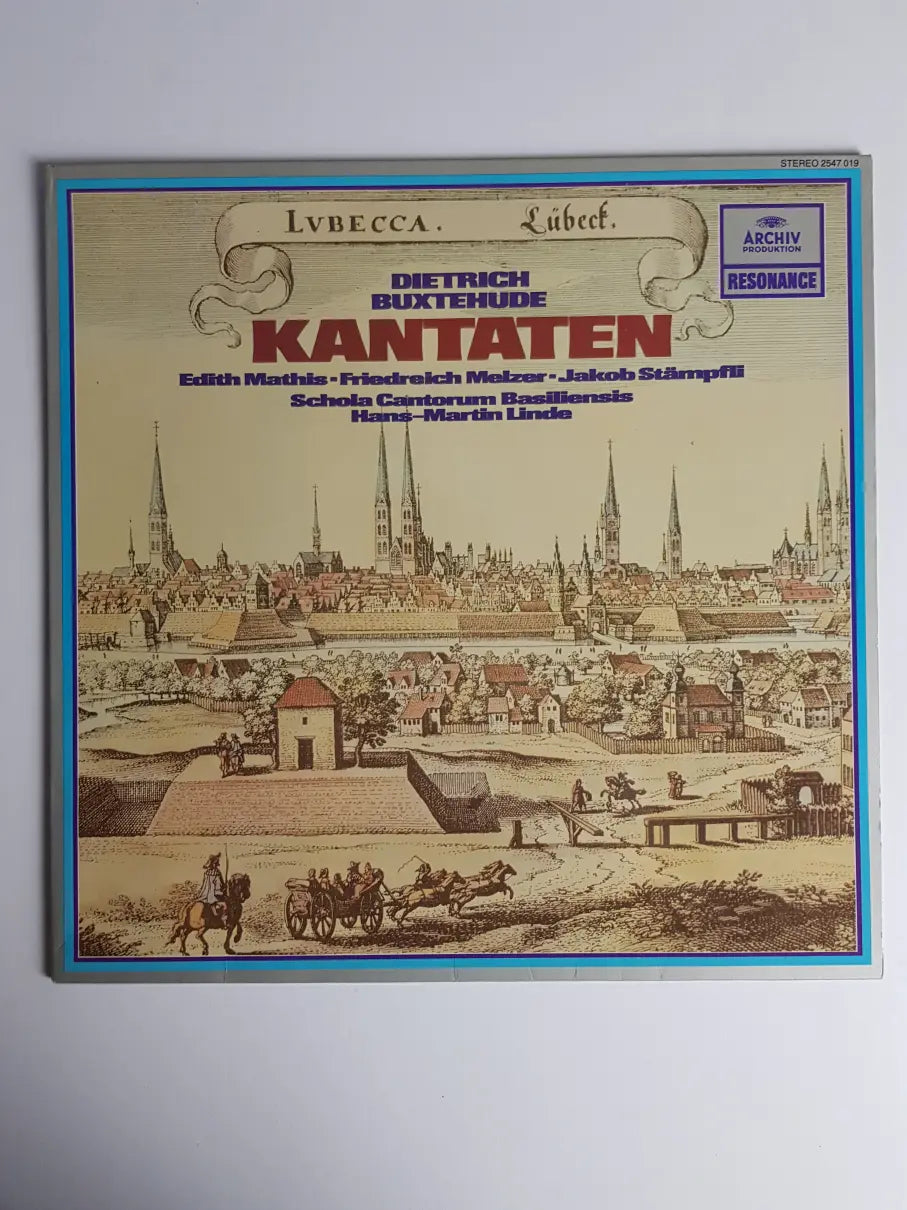 STEREO 2547 019
LVBECCA. Lübeck.
ARCHIV
PRODUKTION
RESONANCE
DIETRICH
BUXTEHUDE
KANTATEN
Edith Mathis · Friedreich Melzer · Jakob Stämpfli
Schola Cantorum Basiliensis
Hans-Martin Linde